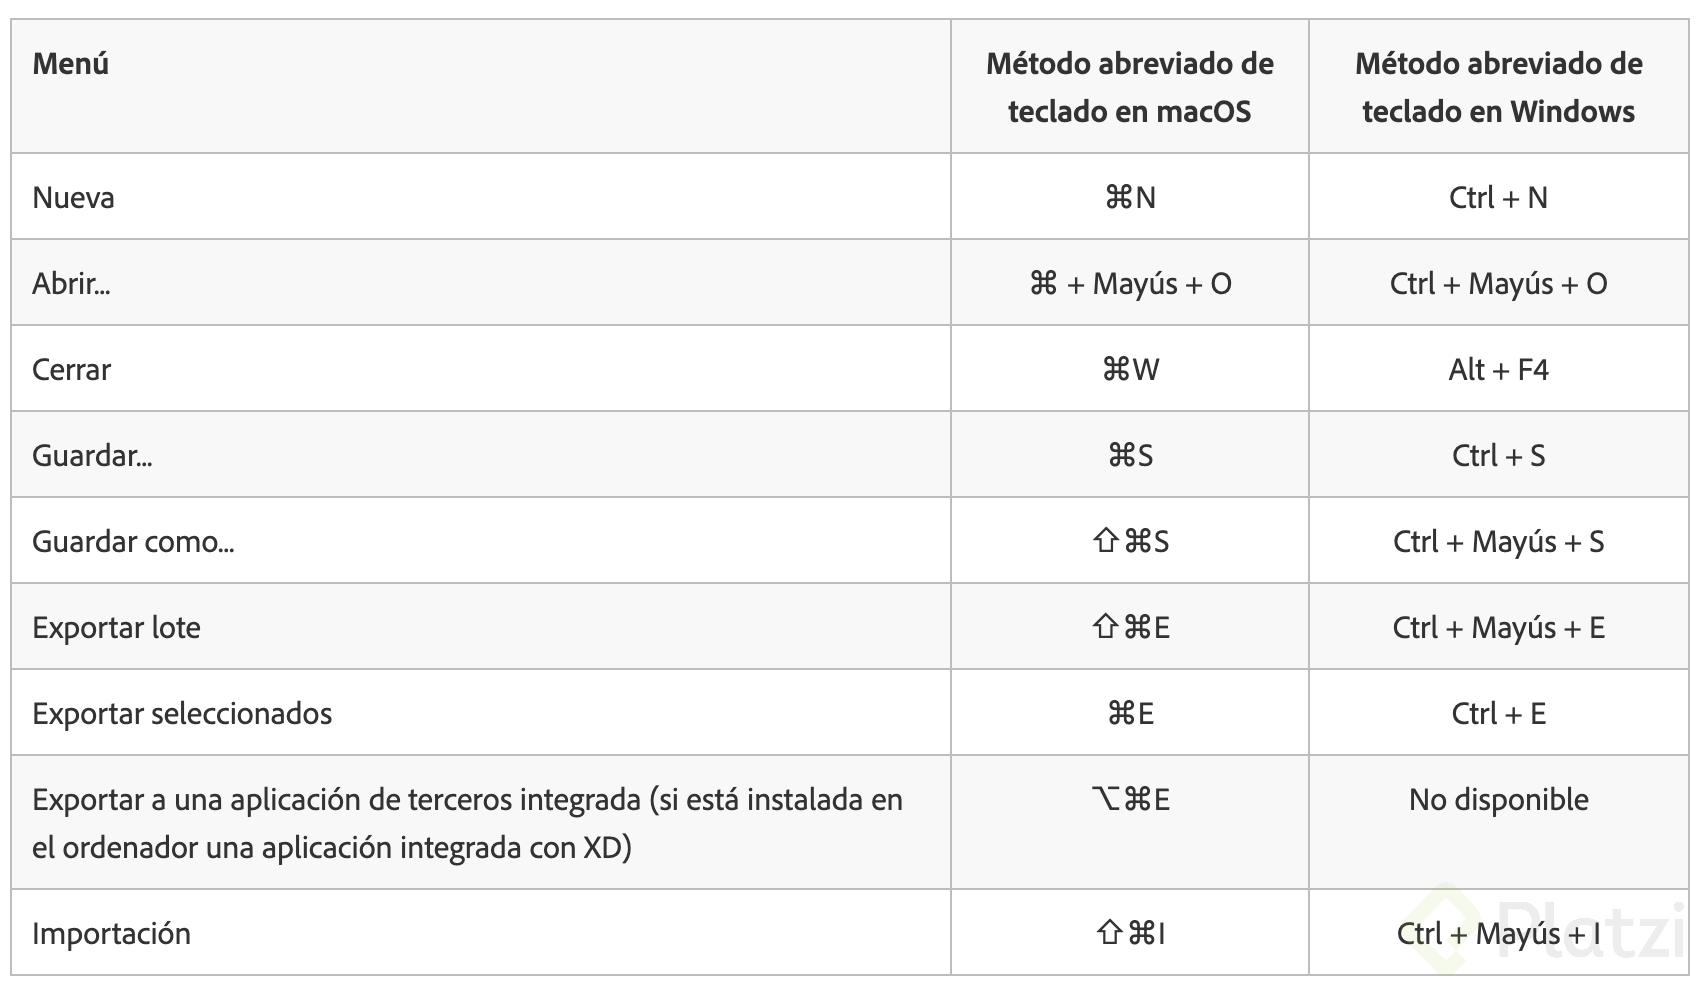 Menú
Método abreviado de
teclado en macOS
Método abreviado de
teclado en Windows
Nueva
⌘N
Ctrl + N
Abrir...
⌘ + Mayús + O
Ctrl + Mayús + O
Cerrar
⌘W
Alt + F4
Guardar...
⌘S
Ctrl + S
Guardar como...
⇧⌘S
Ctrl + Mayús + S
Exportar lote
⇧⌘E
Ctrl + Mayús + E
Exportar seleccionados
⌘E
Ctrl + E
Exportar a una aplicación de terceros integrada (si está instalada en
el ordenador una aplicación integrada con XD)
⌥⌘E
No disponible
Importación
⇧⌘I
Ctrl + Mayús + I
Platzi